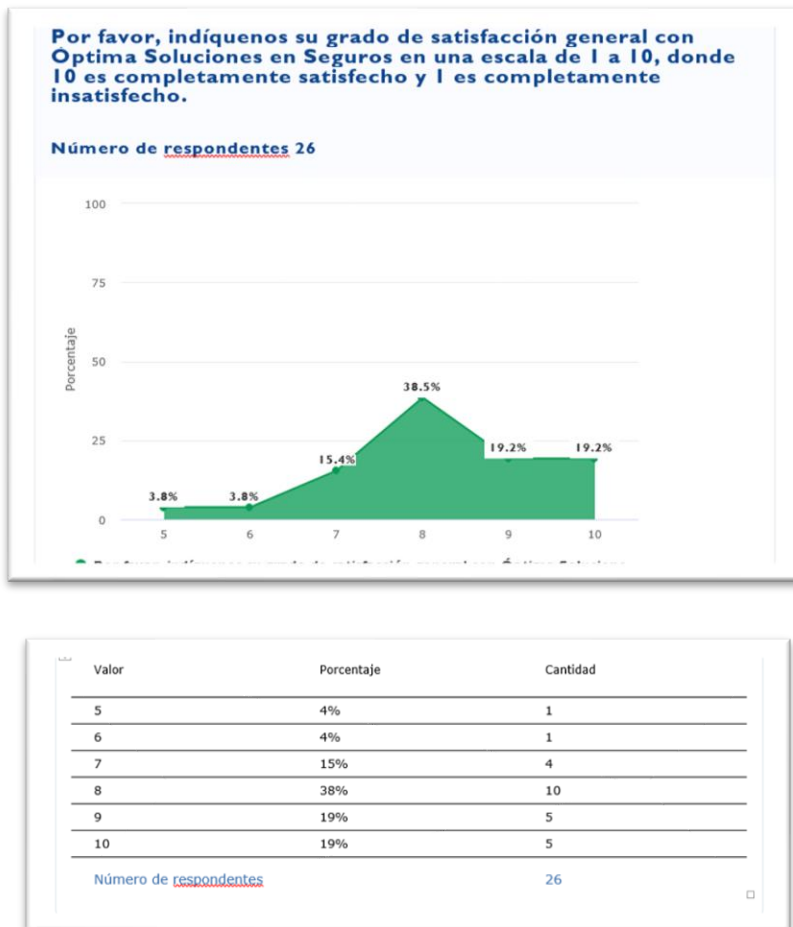 Por favor, indíquenos su grado de satisfacción general con
Óptima Soluciones en Seguros en una escala de 1 a 10, donde
10 es completamente satisfecho y 1 es completamente
insatisfecho.
Número de respondentes 26
100
75
50
25
0
Porcentaje
3.8%
3.8%
15.4%
38.5%
19.2%
19.2%
5 6 7 8 9 10
Valor Porcentaje Cantidad
5 4% 1
6 4% 1
7 15% 4
8 38% 10
9 19% 5
10 19% 5
Número de respondentes 26